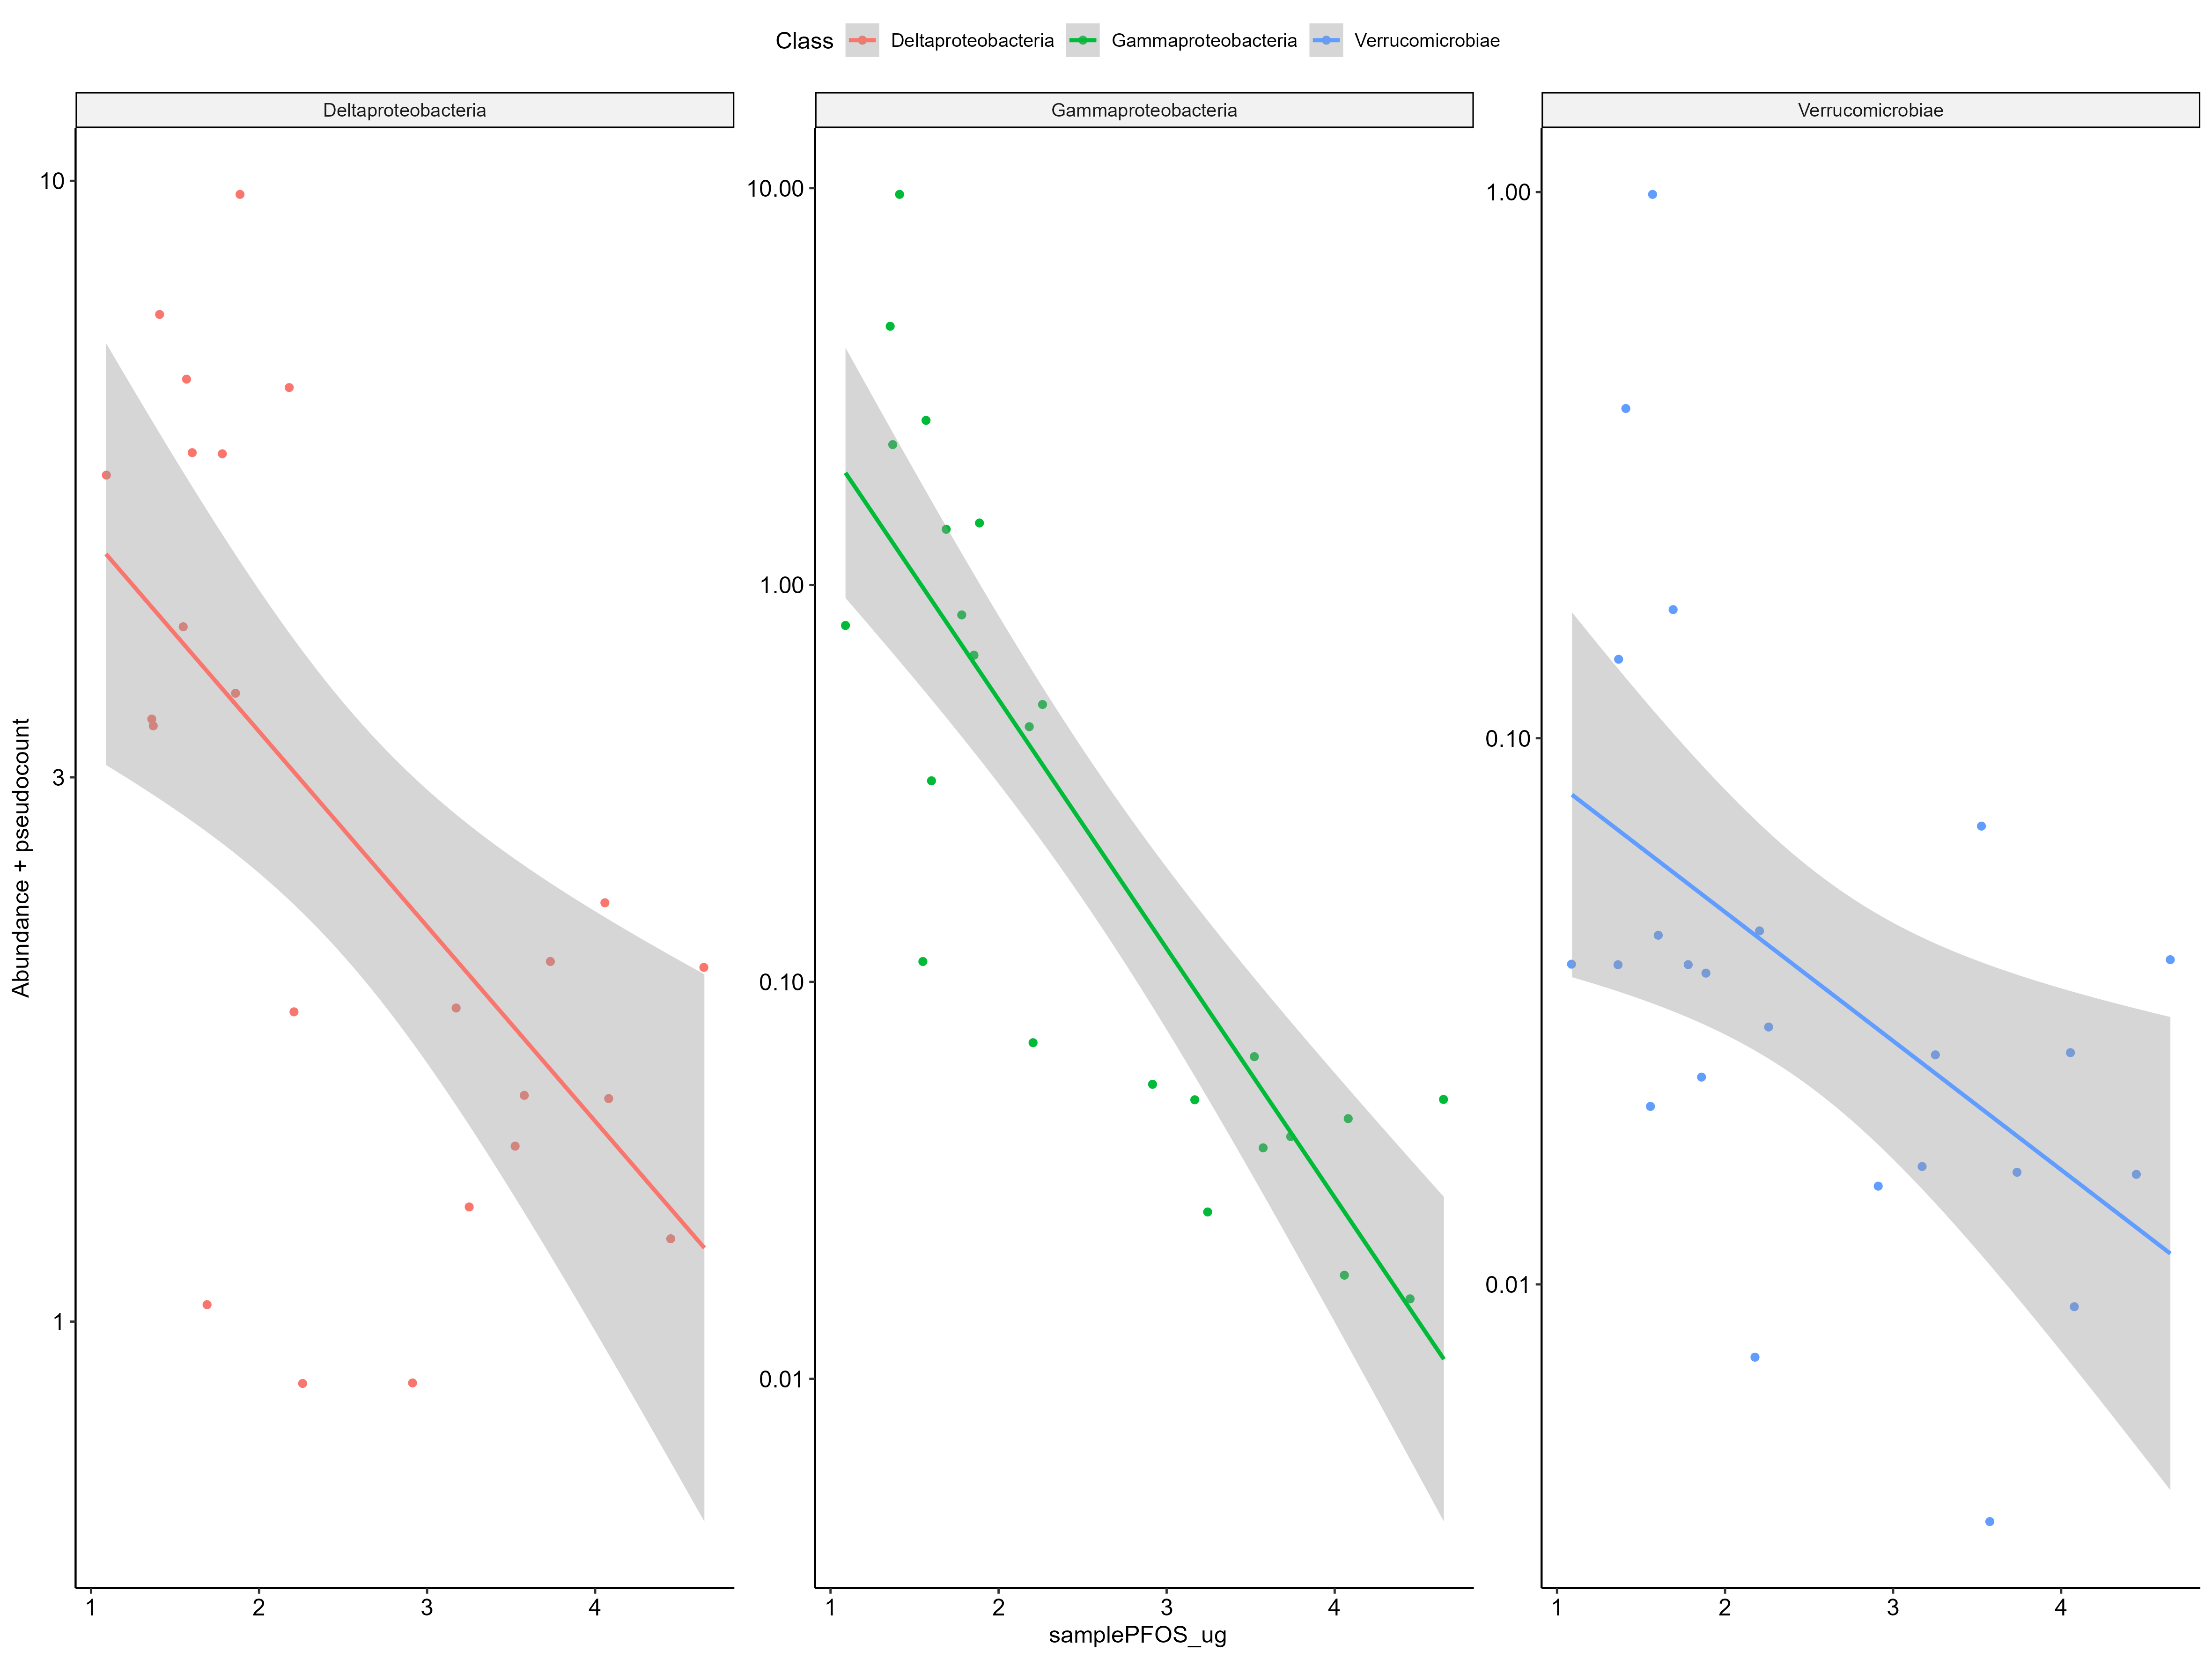 Class Deltaproteobacteria Gammaproteobacteria Verrucomicrobiae
Deltaproteobacteria
Gammaproteobacteria
Verrucomicrobiae
Abundance + pseudocount
10
3
1
10.00
1.00
0.10
0.01
1.00
0.10
0.01
1 2 3 4
1 2 3 4
1 2 3 4
samplePFOS_ug